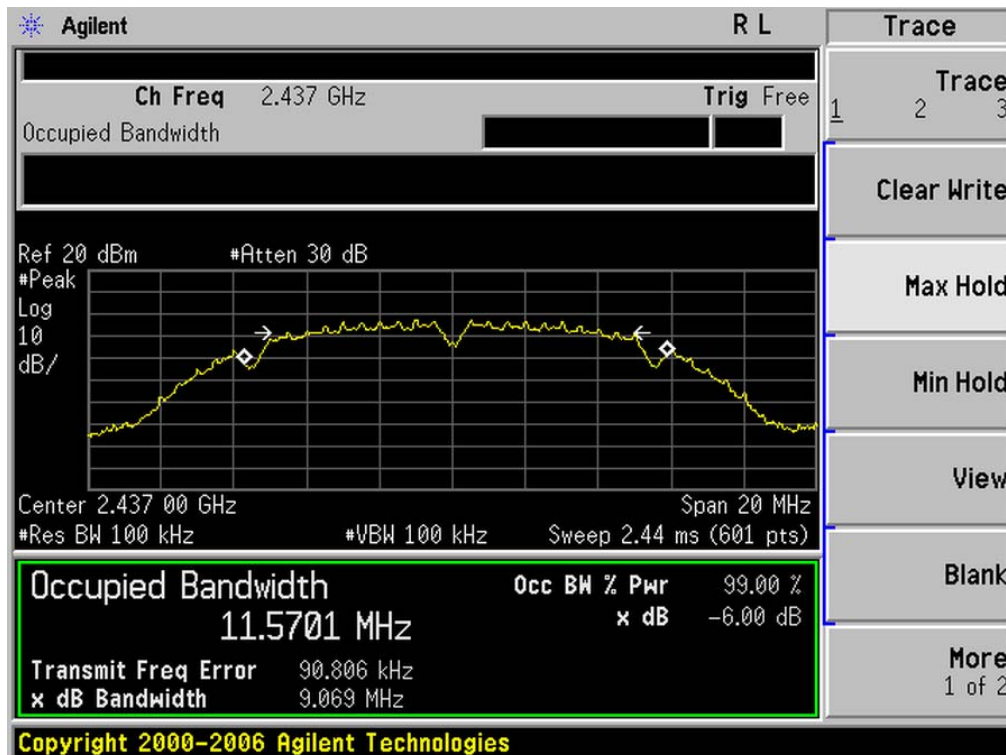 Agilent R L Trace
Ch Freq 2.437 GHz Trig Free
Occupied Bandwidth
Trace
1 2 3
Clear Write
Max Hold
Min Hold
View
Blank
More
1 of 2
Ref 20 dBm #Atten 30 dB
#Peak
Log
10
dB/
Center 2.437 00 GHz Span 20 MHz
#Res BW 100 kHz #VBW 100 kHz Sweep 2.44 ms (601 pts)
Occupied Bandwidth Occ BW % Pwr 99.00 %
11.5701 MHz x dB -6.00 dB
Transmit Freq Error 90.806 kHz
x dB Bandwidth 9.069 MHz
Copyright 2000-2006 Agilent Technologies